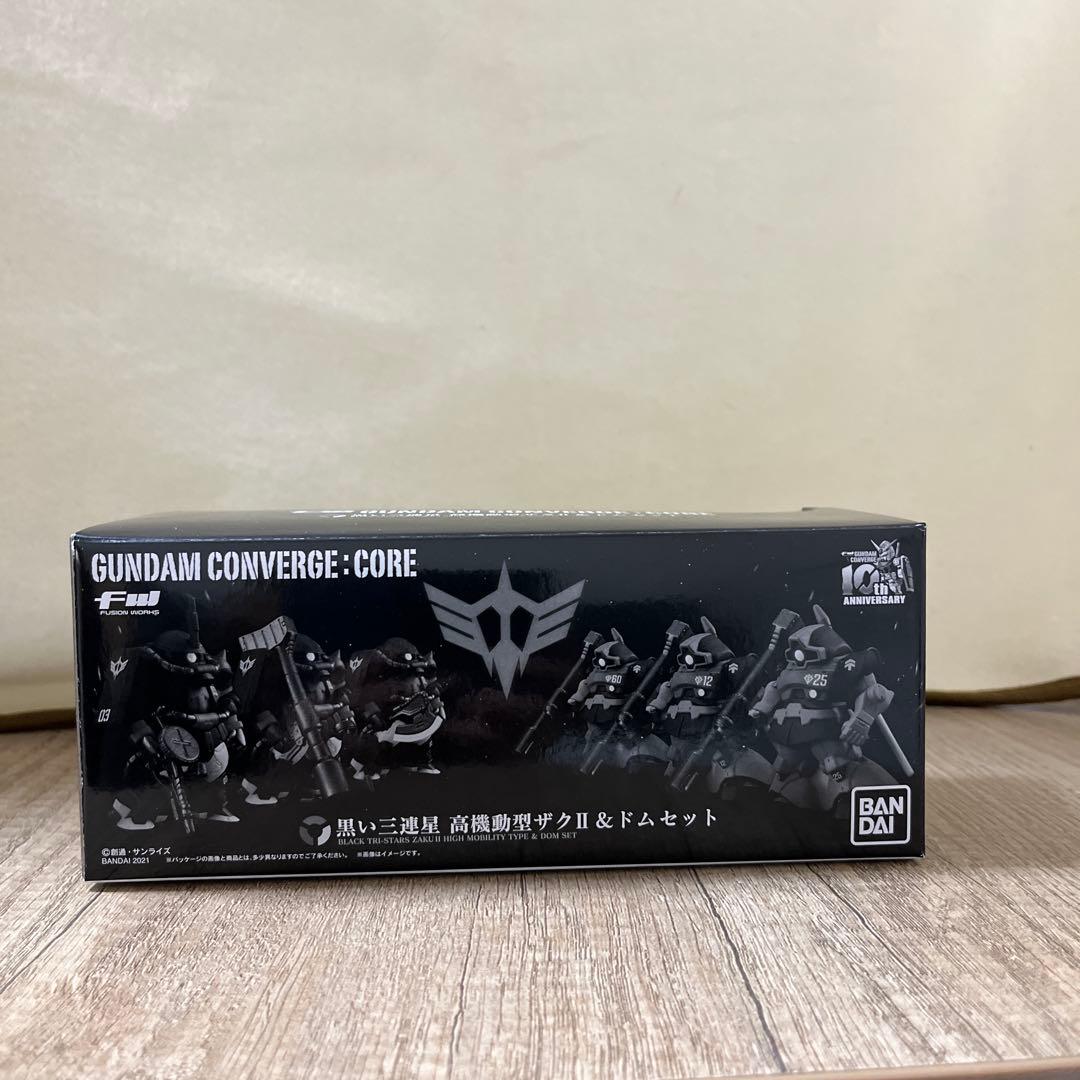 GUNDAM CONVERGE:CORE
FW
FUSION WORKS
GUNDAM
CONVERGE
10th
ANNIVERSARY
03
60
12
25
12
25
黒い三連星 高機動型ザクII & ドムセット
BLACK TRI-STARS ZAKU II HIGH MOBILITY TYPE & DOM SET
©創通・サンライズ
BANDAI 2021
※パッケージの画像と商品とは、多少異なりますのでご了承ください。 ※画像はイメージです。
BAN
DAI